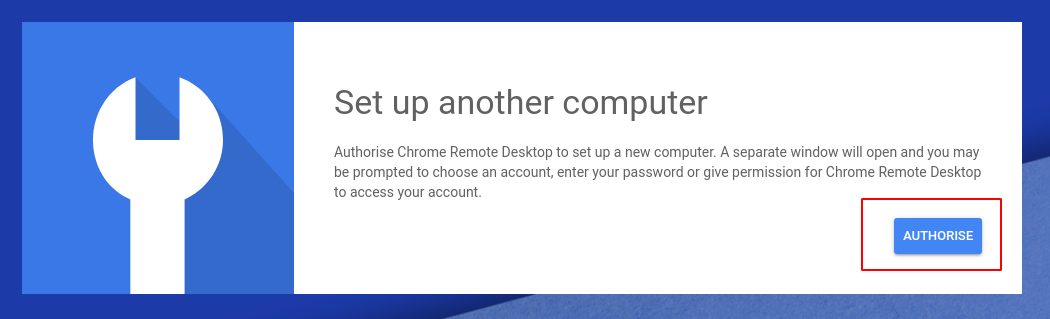 Set up another computer
Authorise Chrome Remote Desktop to set up a new computer. A separate window will open and you may
be prompted to choose an account, enter your password or give permission for Chrome Remote Desktop
to access your account.
AUTHORISE